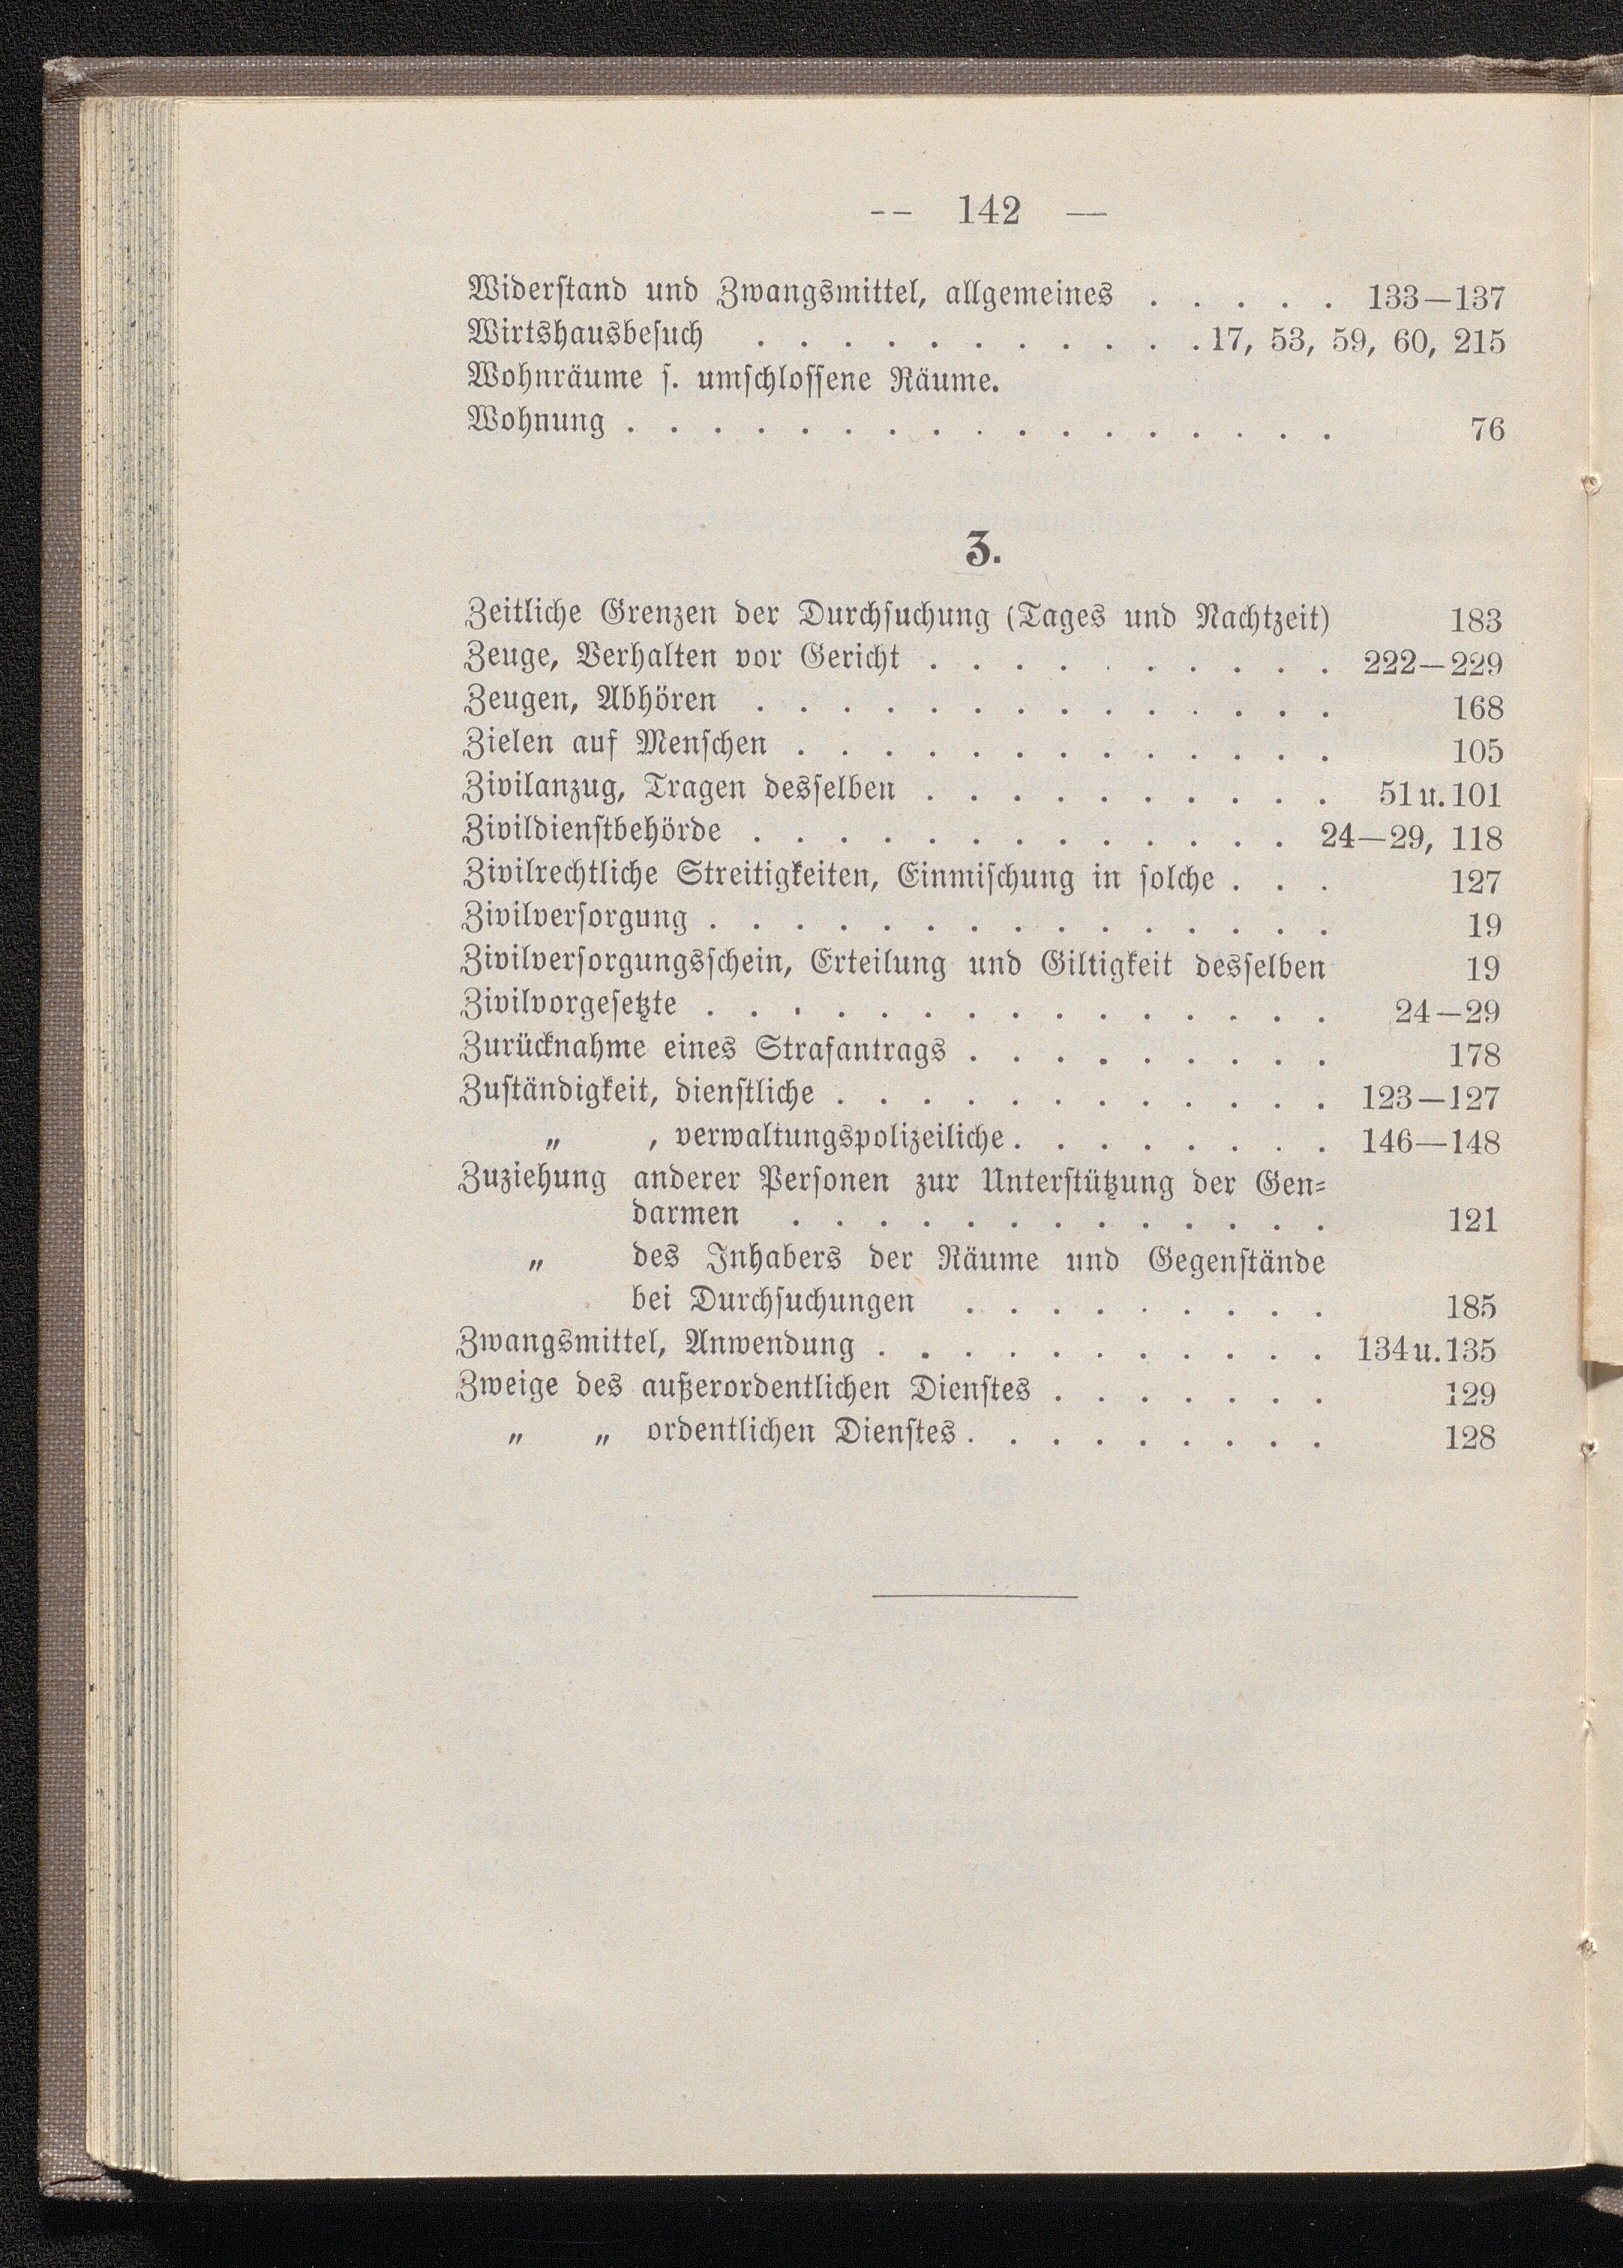 -- 142 —
Widerstand und Zwangsmittel, allgemeines . . . . . 133—137
Wirtshausbesuch . . . . . . . . . . . 17, 53, 59, 60, 215
Wohnräume s. umschlossene Räume.
Wohnung . . . . . . . . . . . . . . . . . 76
Z.
Zeitliche Grenzen der Durchsuchung (Tages und Nachtzeit) 183
Zeuge, Verhalten vor Gericht . . . . . . . . . . 222—229
Zeugen, Abhören . . . . . . . . . . . . . . 168
Zielen auf Menschen . . . . . . . . . . . . . 105
Zivilanzug, Tragen desselben . . . . . . . . . . 51 u. 101
Zivildienstbehörde . . . . . . . . . . . . . 24—29, 118
Zivilrechtliche Streitigkeiten, Einmischung in solche . . . 127
Zivilversorgung . . . . . . . . . . . . . . . 19
Zivilversorgungsschein, Erteilung und Giltigkeit desselben 19
Zivilvorgesetzte . . . . . . . . . . . . . . . 24—29
Zurücknahme eines Strafantrags . . . . . . . . . 178
Zuständigkeit, dienstliche . . . . . . . . . . . . 123—127
„ , verwaltungspolizeiliche . . . . . . . . 146—148
Zuziehung anderer Personen zur Unterstützung der Gen-
darmen . . . . . . . . . . . . . 121
„ des Inhabers der Räume und Gegenstände
bei Durchsuchungen . . . . . . . . . 185
Zwangsmittel, Anwendung . . . . . . . . . . . 134 u. 135
Zweige des außerordentlichen Dienstes . . . . . . . 129
„ „ ordentlichen Dienstes . . . . . . . . . 128